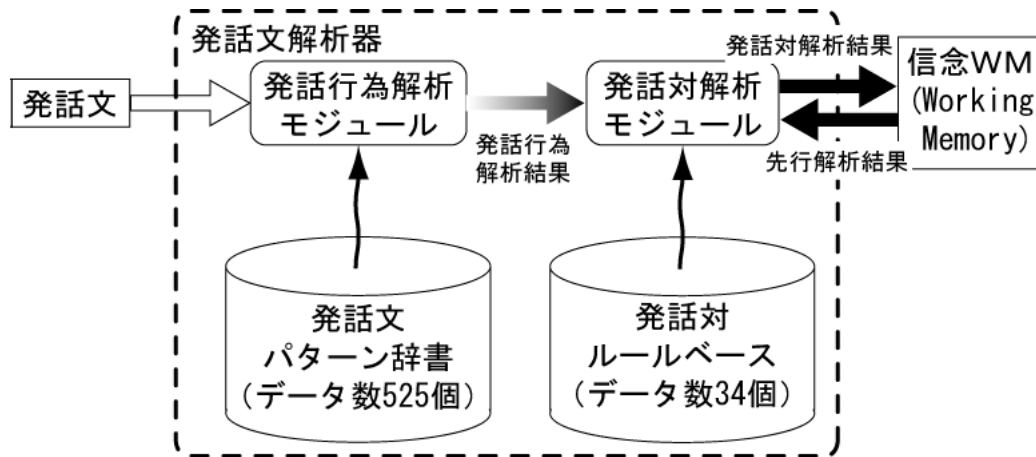 発話文解析器
発話文
発話行為解析
モジュール
発話行為
解析結果
発話対解析
モジュール
発話対解析結果
先行解析結果
信念WM
(Working
Memory)
発話文
パターン辞書
(データ数525個)
発話対
ルールベース
(データ数34個)